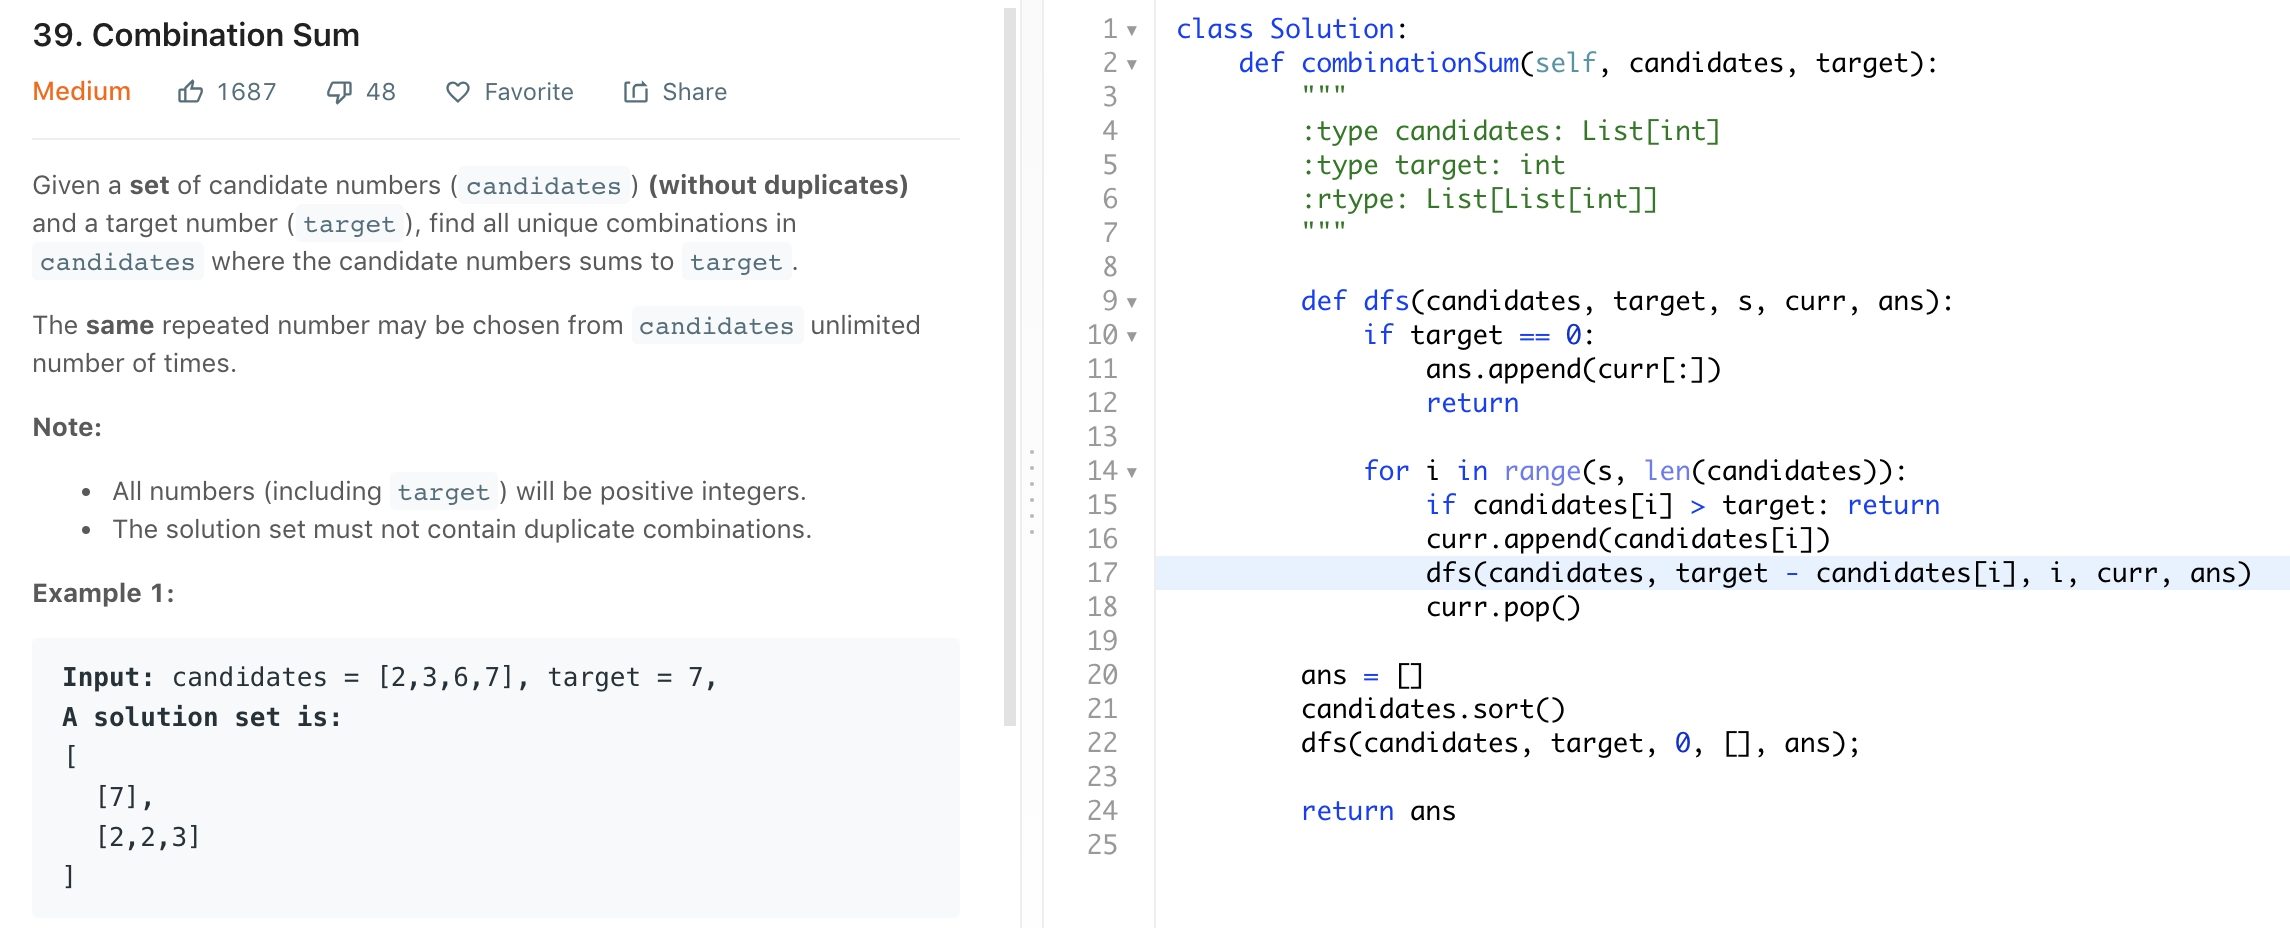 39. Combination Sum
Medium 1687 48 Favorite Share
Given a set of candidate numbers (candidates) (without duplicates)
and a target number (target), find all unique combinations in
candidates where the candidate numbers sums to target.
The same repeated number may be chosen from candidates unlimited
number of times.
Note:
• All numbers (including target) will be positive integers.
• The solution set must not contain duplicate combinations.
Example 1:
Input: candidates = [2,3,6,7], target = 7,
A solution set is:
[
  [7],
  [2,2,3]
]
1 class Solution:
2     def combinationSum(self, candidates, target):
3         """
4         :type candidates: List[int]
5         :type target: int
6         :rtype: List[List[int]]
7         """
8
9         def dfs(candidates, target, s, curr, ans):
10             if target == 0:
11                 ans.append(curr[:])
12                 return
13
14             for i in range(s, len(candidates)):
15                 if candidates[i] > target: return
16                 curr.append(candidates[i])
17                 dfs(candidates, target - candidates[i], i, curr, ans)
18                 curr.pop()
19
20         ans = []
21         candidates.sort()
22         dfs(candidates, target, 0, [], ans);
23
24         return ans
25